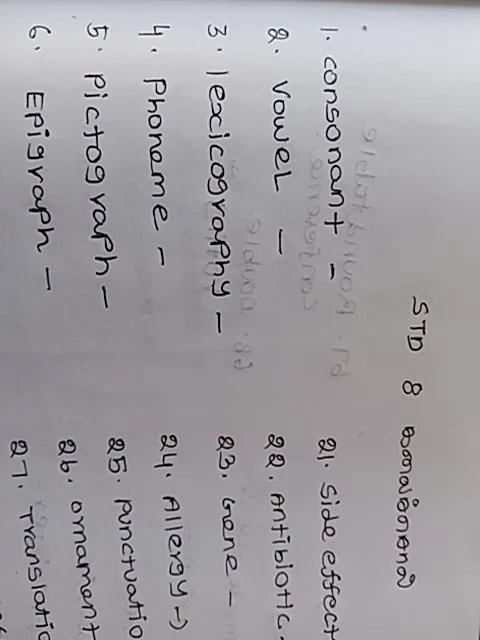 STD 8
1. consonant -
2. Vowel -
3. lexicography -
4. Phoneme -
5. Pictograph -
6. Epigraph -
21. Side effect
22. Antibiotic.
23. Gene -
24. Allergy -)
25. Punctuatio
26. ornament
27. Translatio